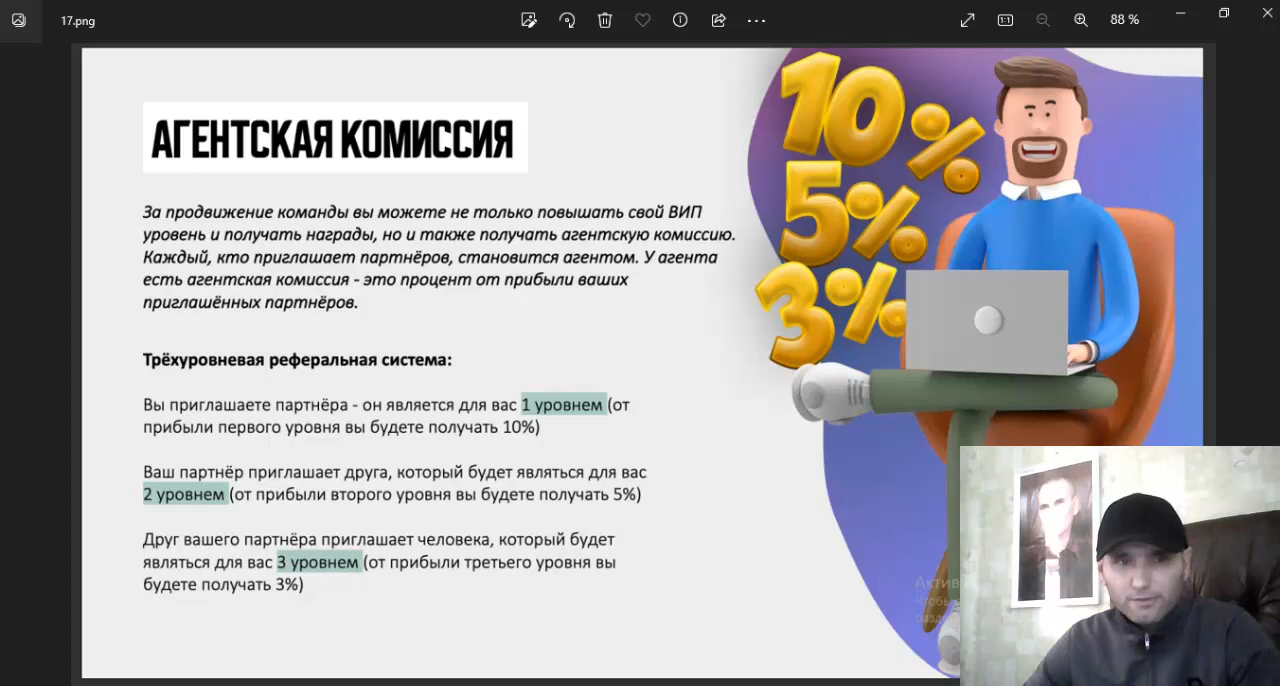 17.png
88 %
10%
5%
3%
АГЕНТСКАЯ КОМИССИЯ
За продвижение команды вы можете не только повышать свой ВИП
уровень и получать награды, но и также получать агентскую комиссию.
Каждый, кто приглашает партнёров, становится агентом. У агента
есть агентская комиссия - это процент от прибыли ваших
приглашённых партнёров.
Трёхуровневая реферальная система:
Вы приглашаете партнёра - он является для вас 1 уровнем (от
прибыли первого уровня вы будете получать 10%)
Ваш партнёр приглашает друга, который будет являться для вас
2 уровнем (от прибыли второго уровня вы будете получать 5%)
Друг вашего партнёра приглашает человека, который будет
являться для вас 3 уровнем (от прибыли третьего уровня вы
будете получать 3%)